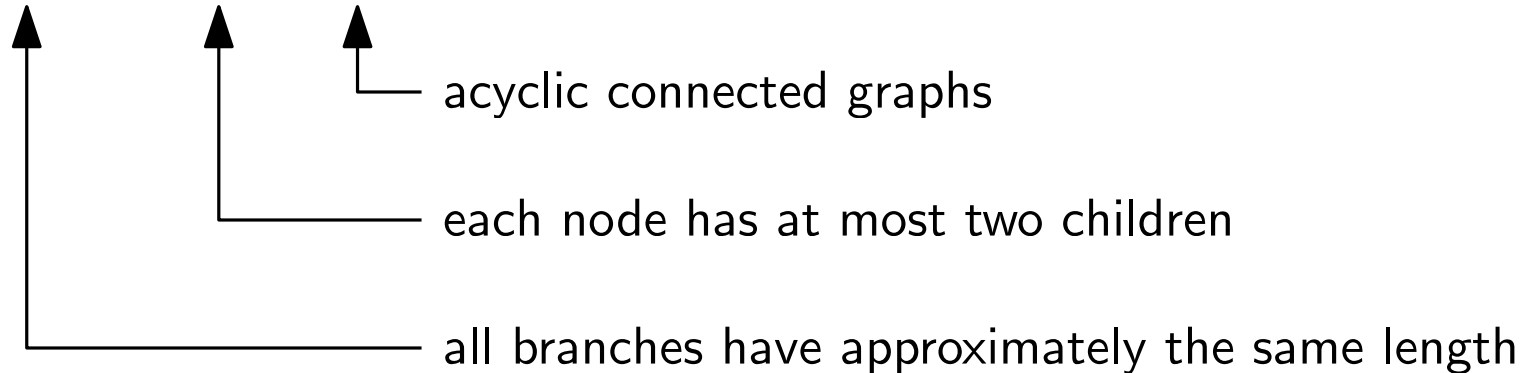 acyclic connected graphs
each node has at most two children
all branches have approximately the same length